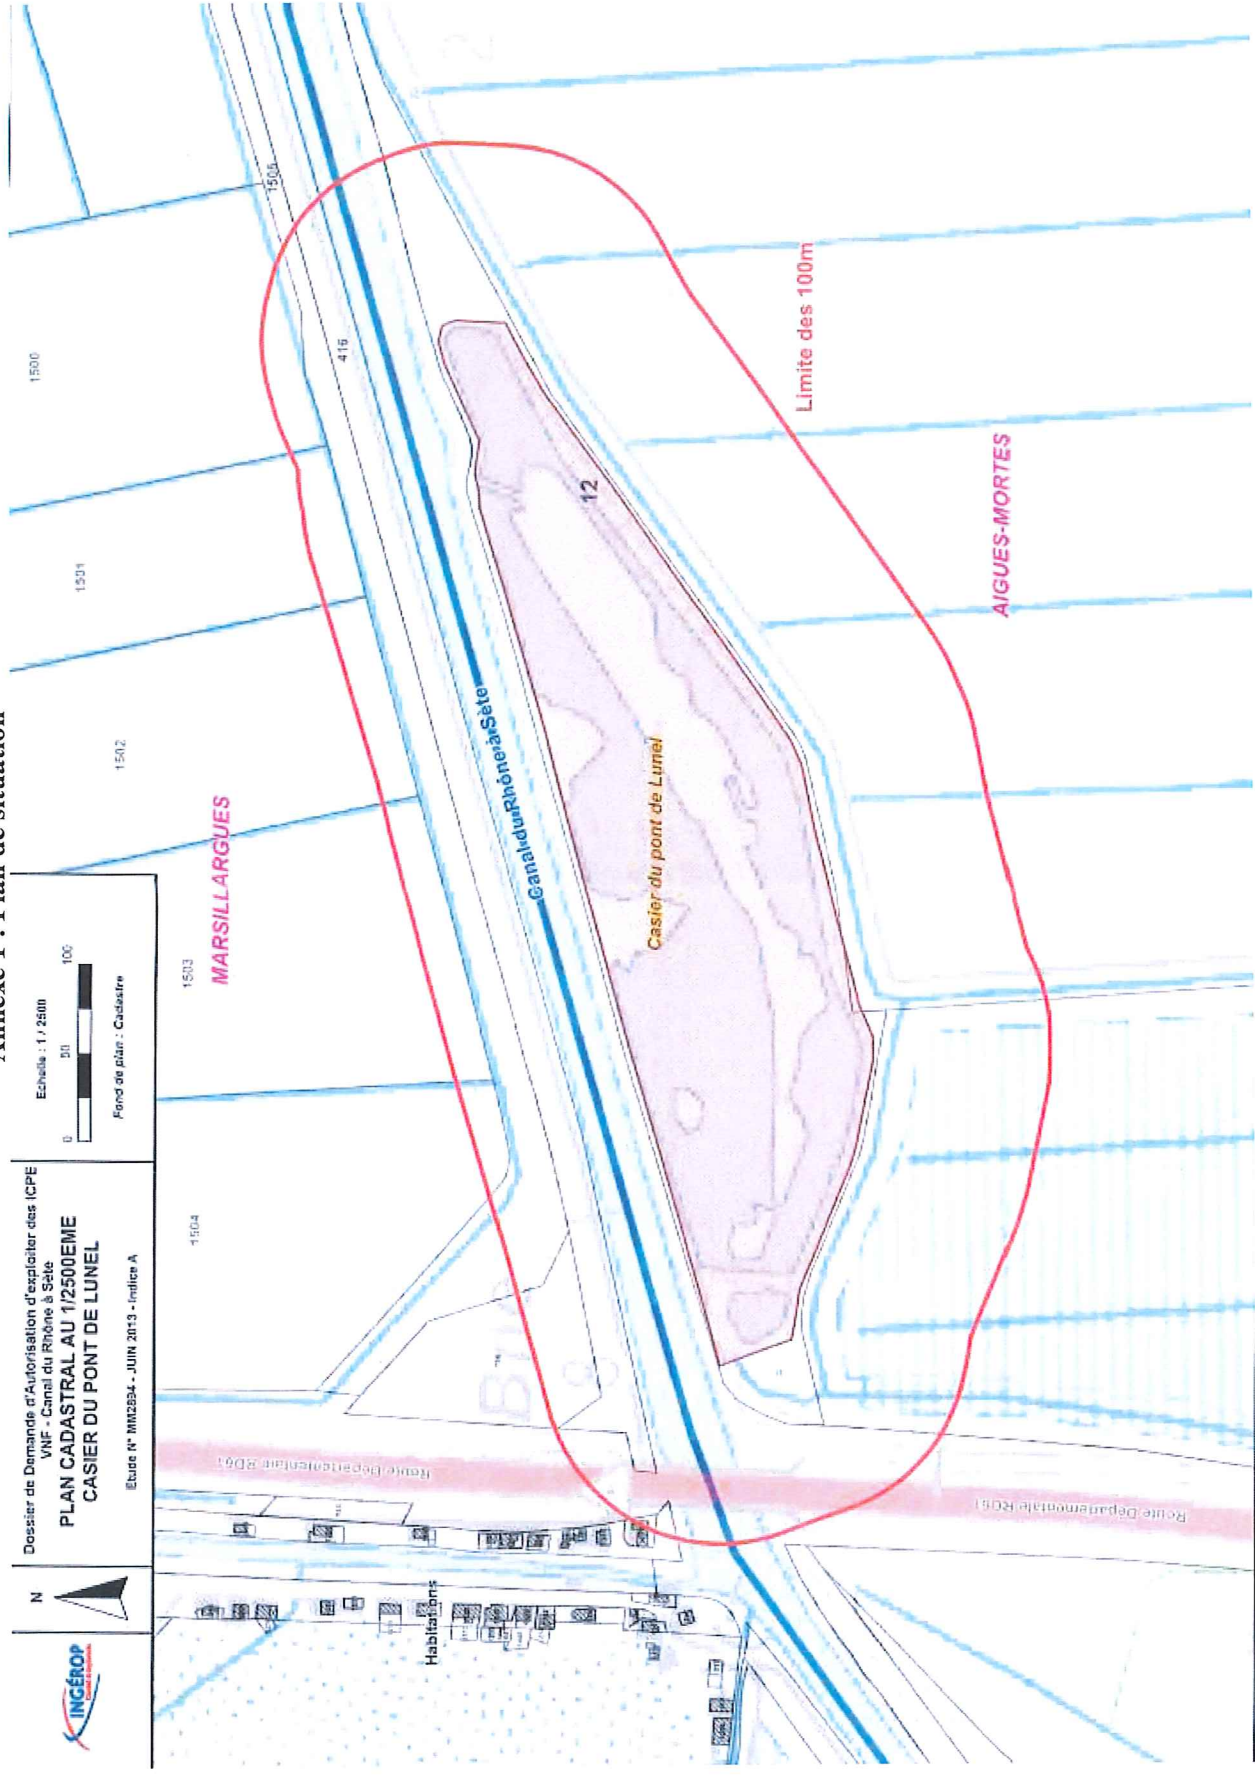 Annexe 1 : Plan de situation
INGÉROP
N
Dossier de Demande d'Autorisation d'exploiter des ICPE
VNF - Canal du Rhône à Sète
PLAN CADASTRAL AU 1/2500EME
CASIER DU PONT DE LUNEL
Etude N° MM2894 - JUIN 2013 - Indice A
Echelle : 1 / 2500
0 50 100
Fond de plan : Cadastre
1500
1501
1502
1503
1504
1505
416
MARSILLARGUES
Canal du Rhône à Sète
12
Casier du pont de Lunel
Limite des 100m
AIGUES-MORTES
Habitations
Route Départementale RD61
Route Départementale RD61